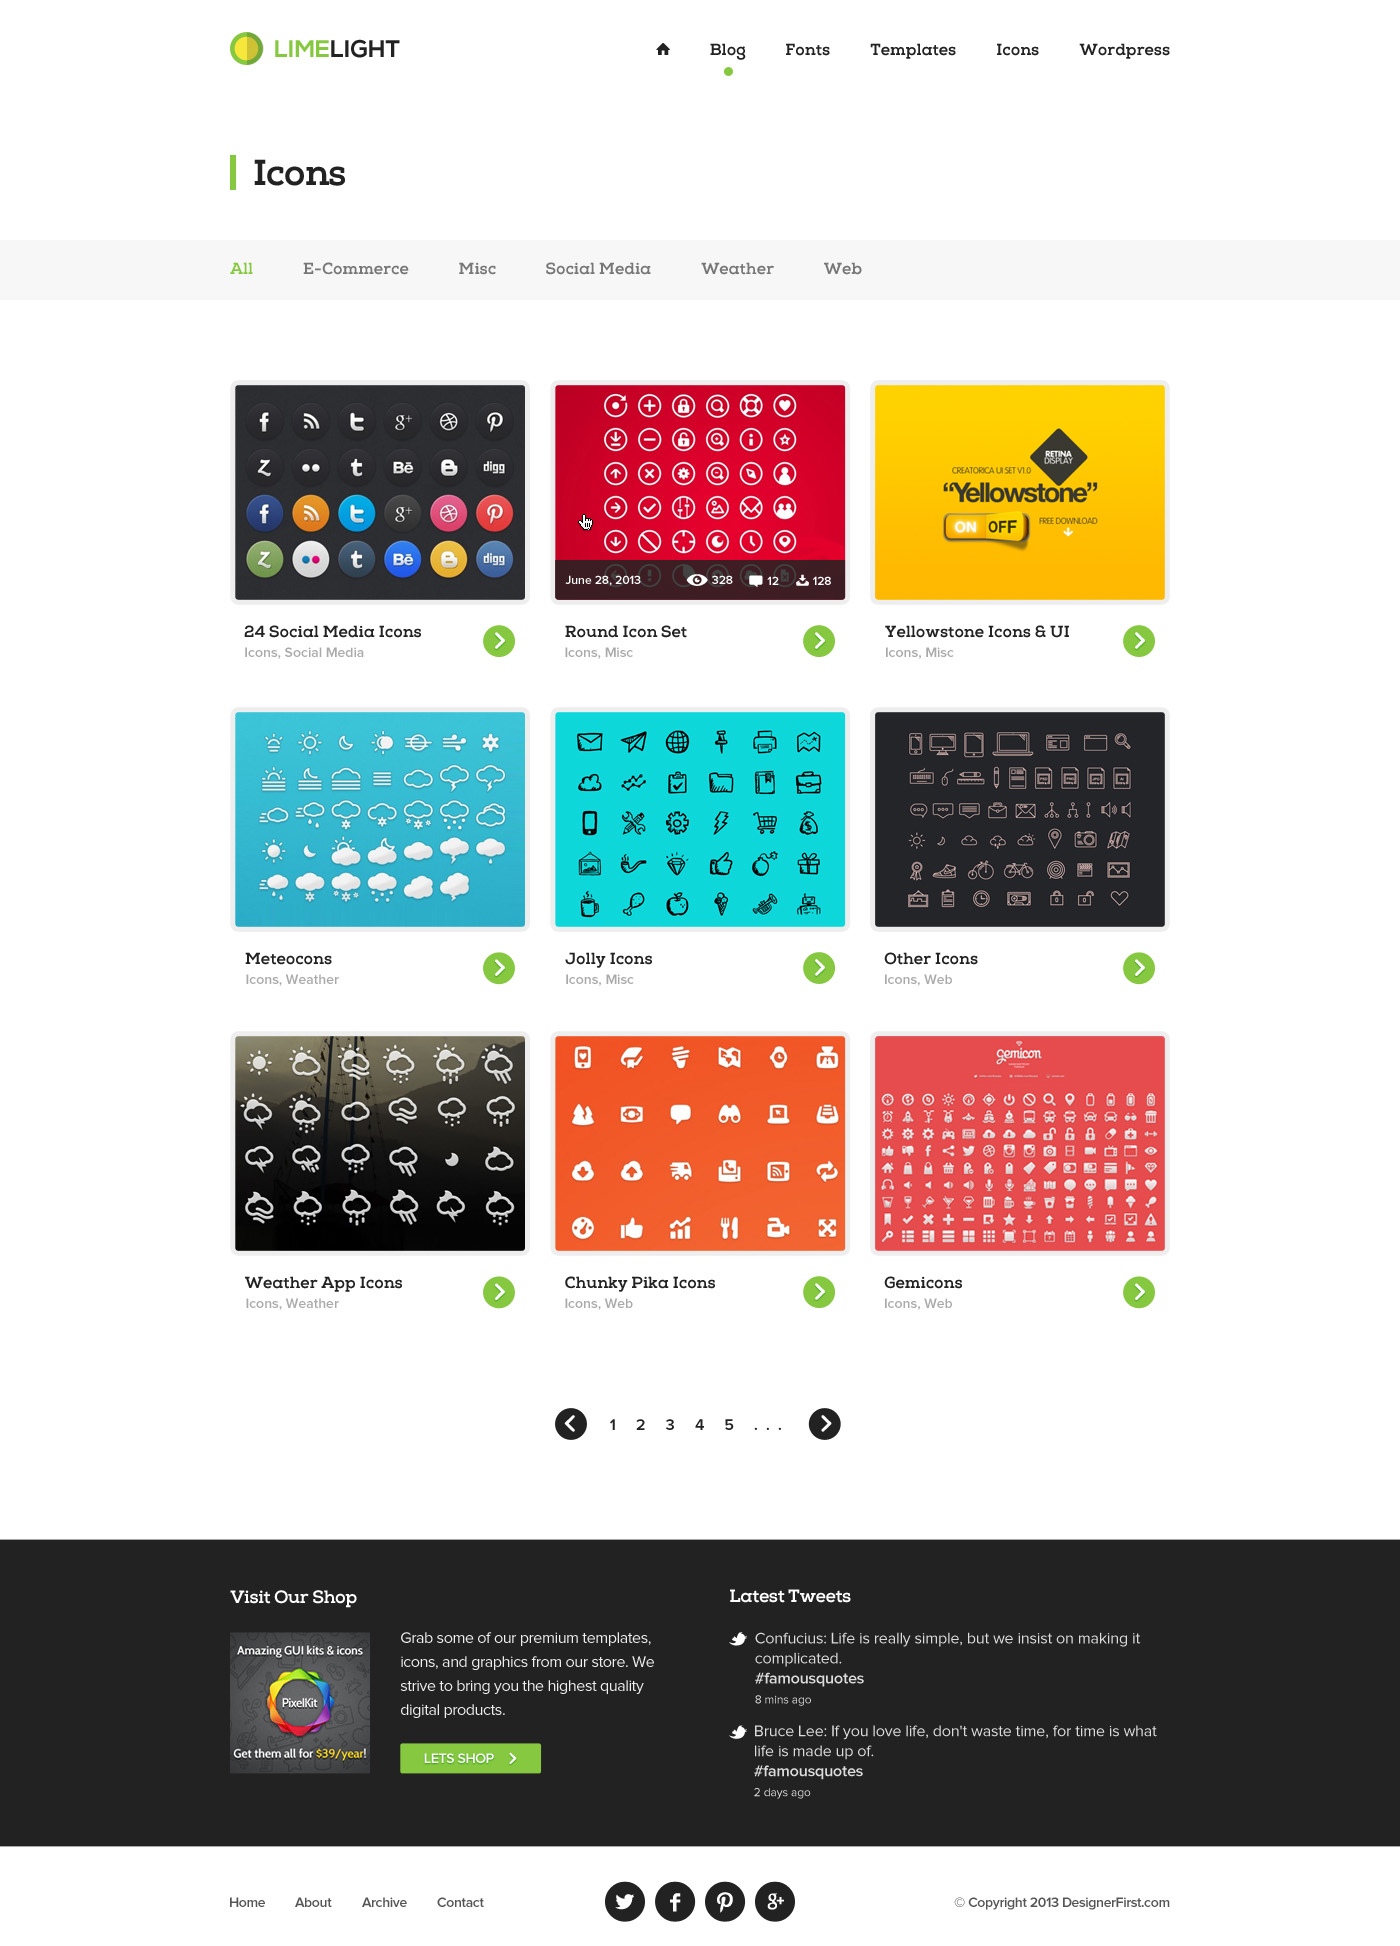 LIMELIGHT
Blog Fonts Templates Icons Wordpress
Icons
All E-Commerce Misc Social Media Weather Web
g+
Z t Bē digg
g+
Z t Bē digg
June 28, 2013 328 12 128
RETINA
DISPLAY
CREATORICA UI SET V1.0
“Yellowstone”
ON OFF
FREE DOWNLOAD
24 Social Media Icons
Icons, Social Media
Round Icon Set
Icons, Misc
Yellowstone Icons & UI
Icons, Misc
Meteocons
Icons, Weather
Jolly Icons
Icons, Misc
Other Icons
Icons, Web
gemicon
Weather App Icons
Icons, Weather
Chunky Pika Icons
Icons, Web
Gemicons
Icons, Web
1 2 3 4 5 . . .
Visit Our Shop
Amazing GUI kits & icons
PixelKit
Get them all for $39/year!
Grab some of our premium templates,
icons, and graphics from our store. We
strive to bring you the highest quality
digital products.
LETS SHOP
Latest Tweets
Confucius: Life is really simple, but we insist on making it
complicated.
#famousquotes
8 mins ago
Bruce Lee: If you love life, don't waste time, for time is what
life is made up of.
#famousquotes
2 days ago
Home About Archive Contact
g+
© Copyright 2013 DesignerFirst.com